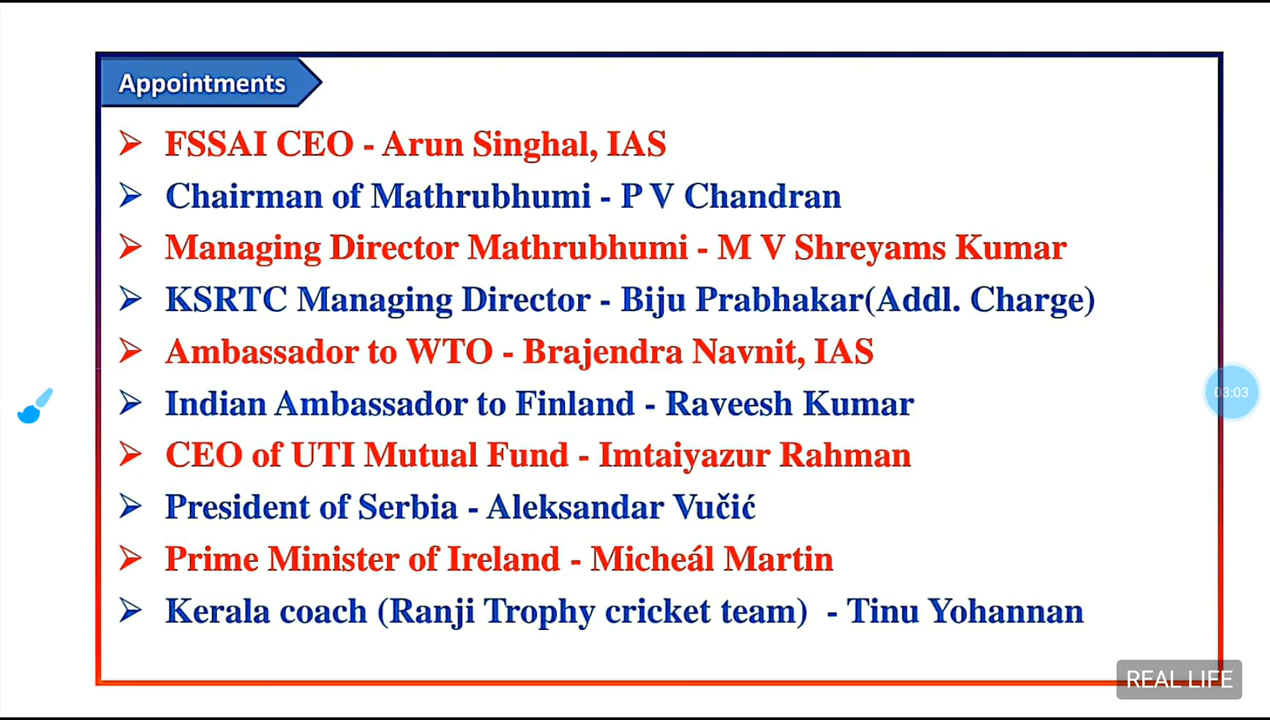 Appointments
FSSAI CEO - Arun Singhal, IAS
Chairman of Mathrubhumi - P V Chandran
Managing Director Mathrubhumi - M V Shreyams Kumar
KSRTC Managing Director - Biju Prabhakar(Addl. Charge)
Ambassador to WTO - Brajendra Navnit, IAS
Indian Ambassador to Finland - Raveesh Kumar
03:03
CEO of UTI Mutual Fund - Imtaiyazur Rahman
President of Serbia - Aleksandar Vučić
Prime Minister of Ireland - Micheál Martin
Kerala coach (Ranji Trophy cricket team) - Tinu Yohannan
REAL LIFE